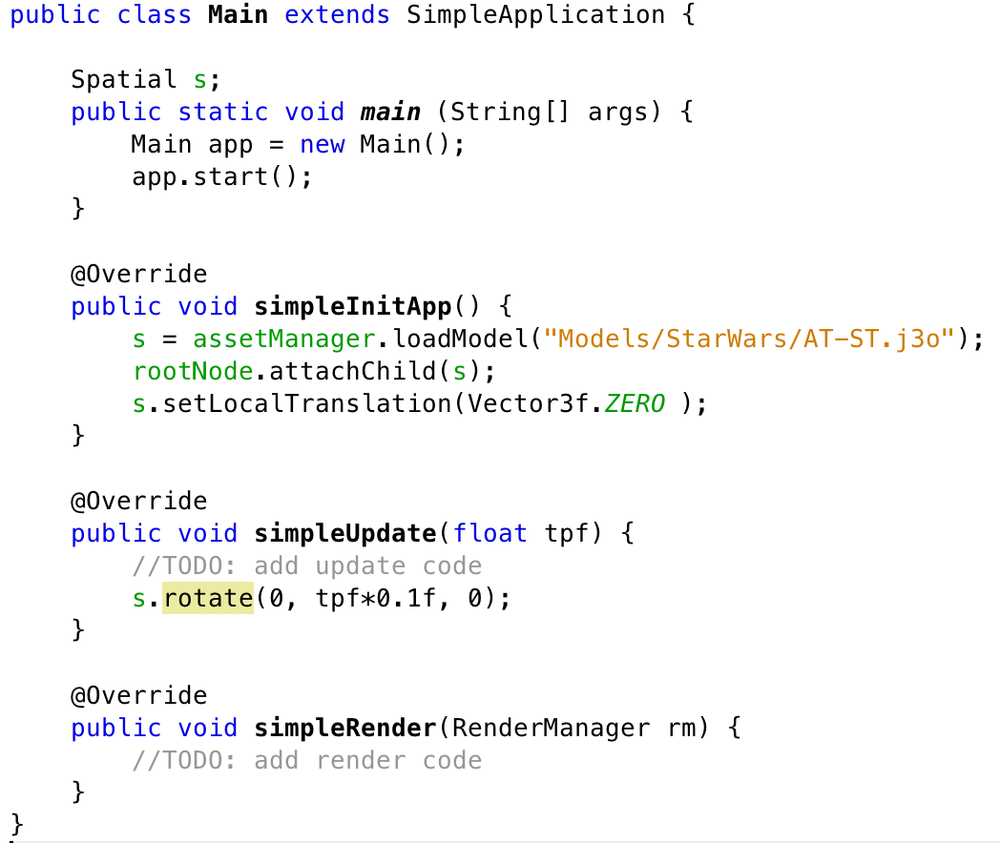 public class Main extends SimpleApplication {
Spatial s;
public static void main (String[] args) {
Main app = new Main();
app.start();
}
@Override
public void simpleInitApp() {
s = assetManager.loadModel("Models/StarWars/AT-ST.j3o");
rootNode.attachChild(s);
s.setLocalTranslation(Vector3f.ZERO );
}
@Override
public void simpleUpdate(float tpf) {
//TODO: add update code
s.rotate(0, tpf*0.1f, 0);
}
@Override
public void simpleRender(RenderManager rm) {
//TODO: add render code
}
}